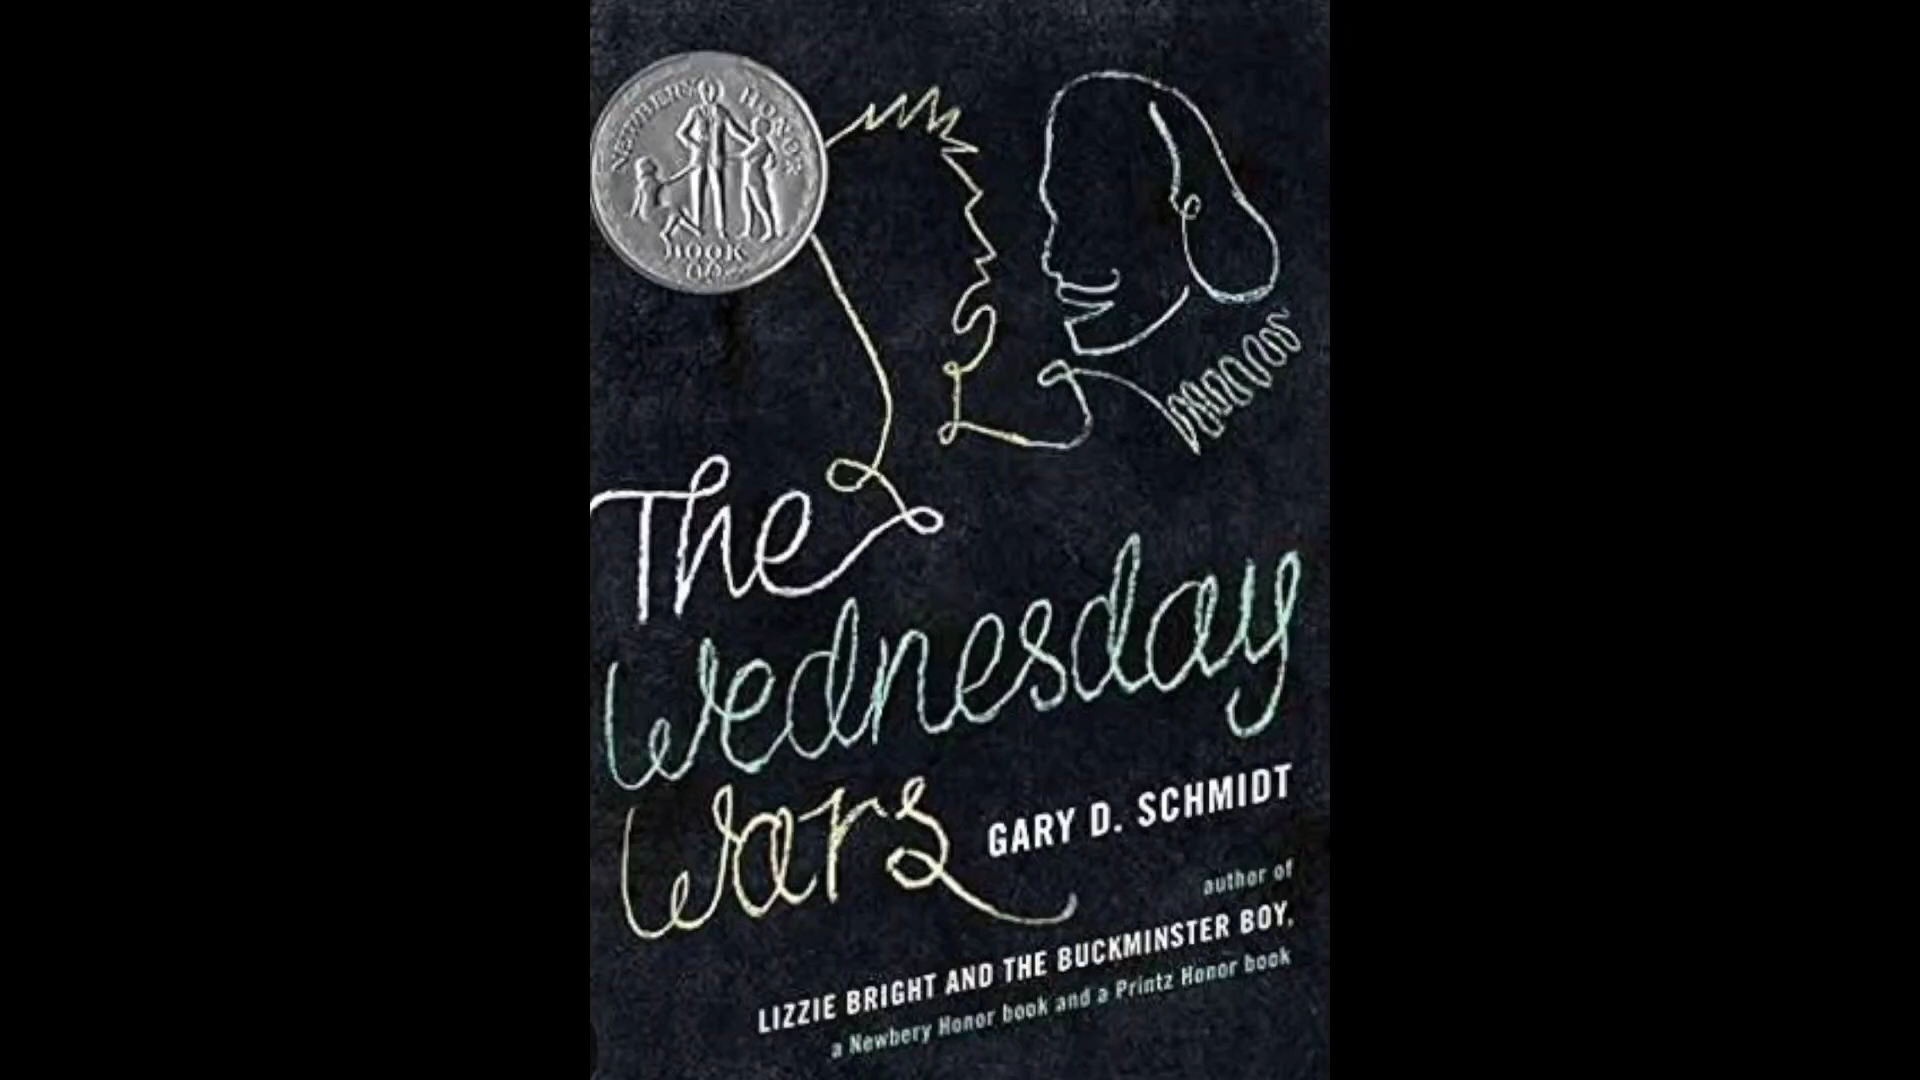 NEWBERY HONOR
BOOK
The
Wednesday
Wars
GARY D. SCHMIDT
author of
LIZZIE BRIGHT AND THE BUCKMINSTER BOY,
a Newbery Honor book and a Printz Honor book